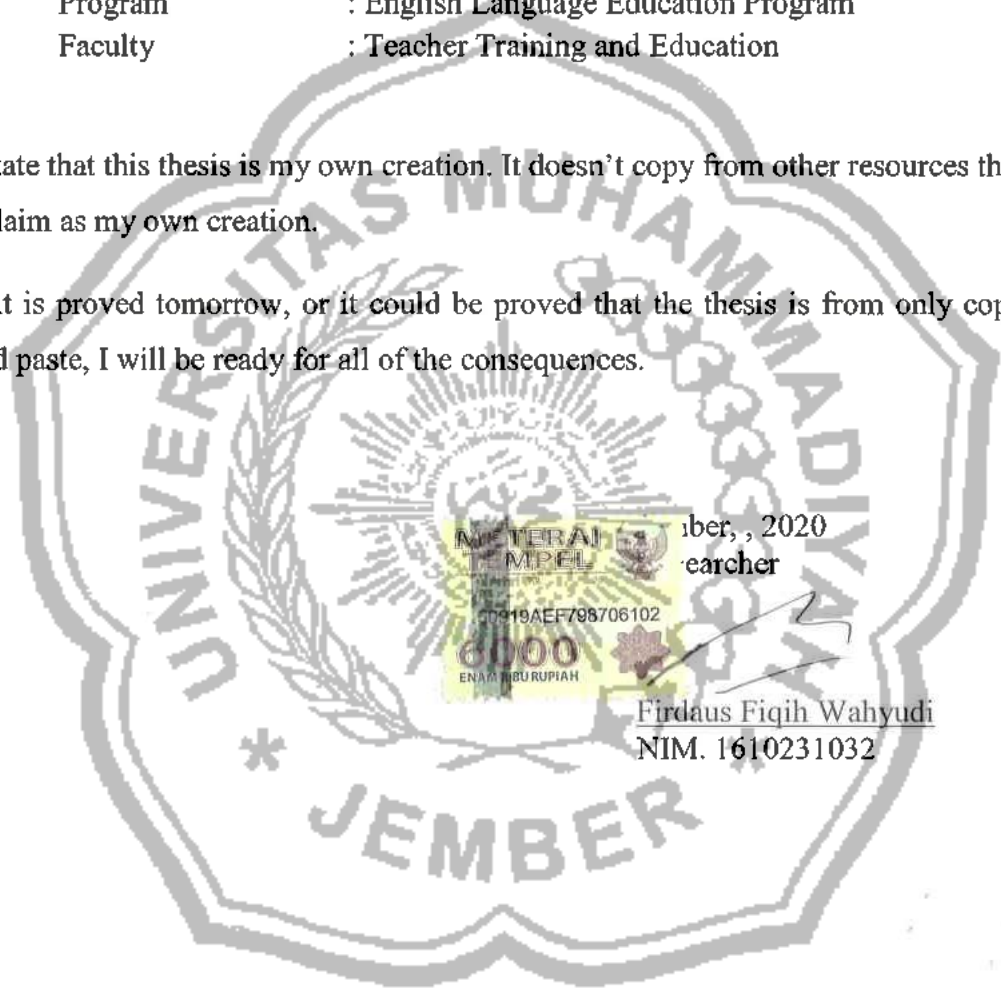 Program : English Language Education Program
Faculty : Teacher Training and Education
tate that this thesis is my own creation. It doesn't copy from other resources th
laim as my own creation.
t is proved tomorrow, or it could be proved that the thesis is from only cop
d paste, I will be ready for all of the consequences.
UNIVERSITAS MUHAMMADIYAH
JEMBER
ber, , 2020
earcher
METERAI
TEMPEL
AEF798706102
6000
ENAM RIBU RUPIAH
Firdaus Fiqih Wahyudi
NIM. 1610231032